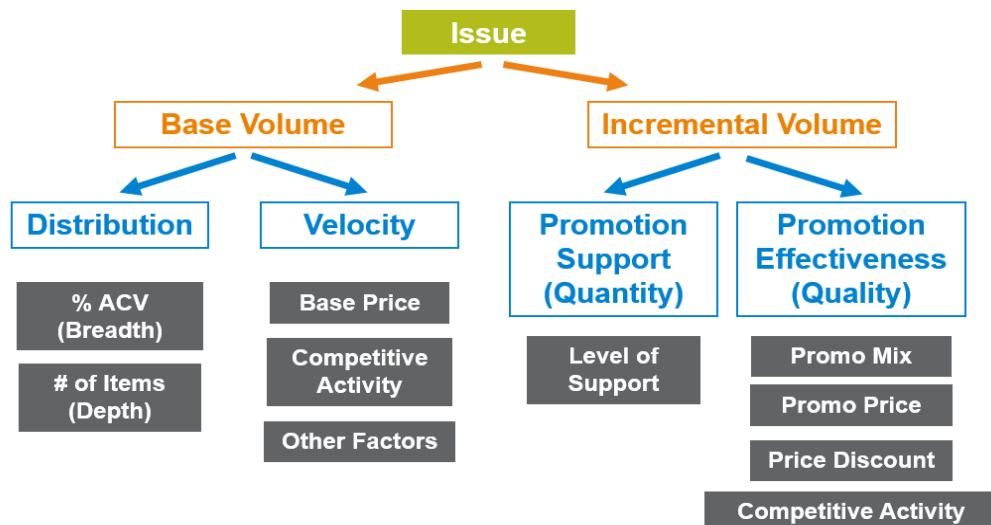 Issue
Base Volume
Incremental Volume
Distribution
Velocity
Promotion
Support
(Quantity)
Promotion
Effectiveness
(Quality)
% ACV
(Breadth)
# of Items
(Depth)
Base Price
Competitive
Activity
Other Factors
Level of
Support
Promo Mix
Promo Price
Price Discount
Competitive Activity